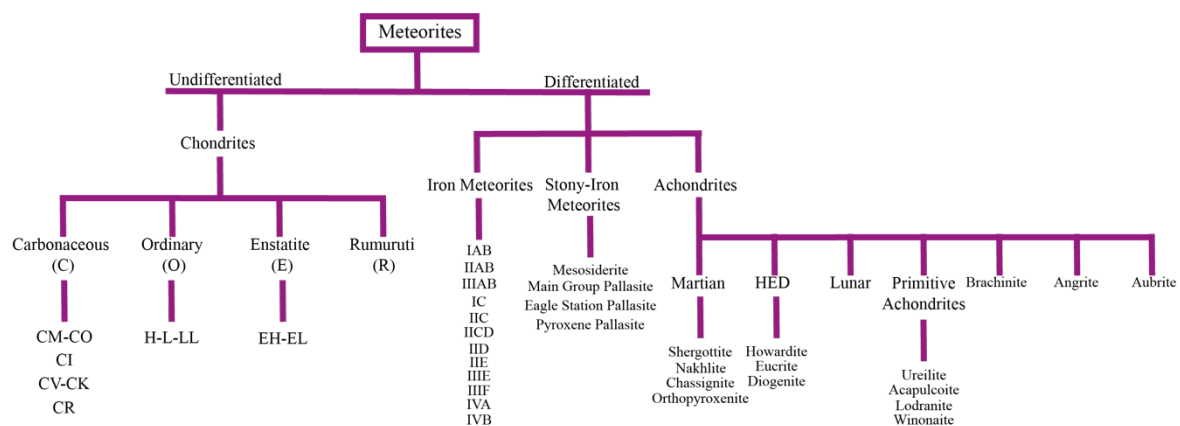 Meteorites
Undifferentiated
Differentiated
Chondrites
Iron Meteorites
Stony-Iron
Meteorites
Achondrites
Carbonaceous
(C)
Ordinary
(O)
Enstatite
(E)
Rumuruti
(R)
CM-CO
CI
CV-CK
CR
H-L-LL
EH-EL
IAB
IIAB
IIIAB
IC
IIC
IICD
IID
IIE
IIIE
IIIF
IVA
IVB
Mesosiderite
Main Group Pallasite
Eagle Station Pallasite
Pyroxene Pallasite
Martian
HED
Lunar
Primitive
Achondrites
Brachinite
Angrite
Aubrite
Shergottite
Nakhlite
Chassignite
Orthopyroxenite
Howardite
Eucrite
Diogenite
Ureilite
Acapulcoite
Lodranite
Winonaite